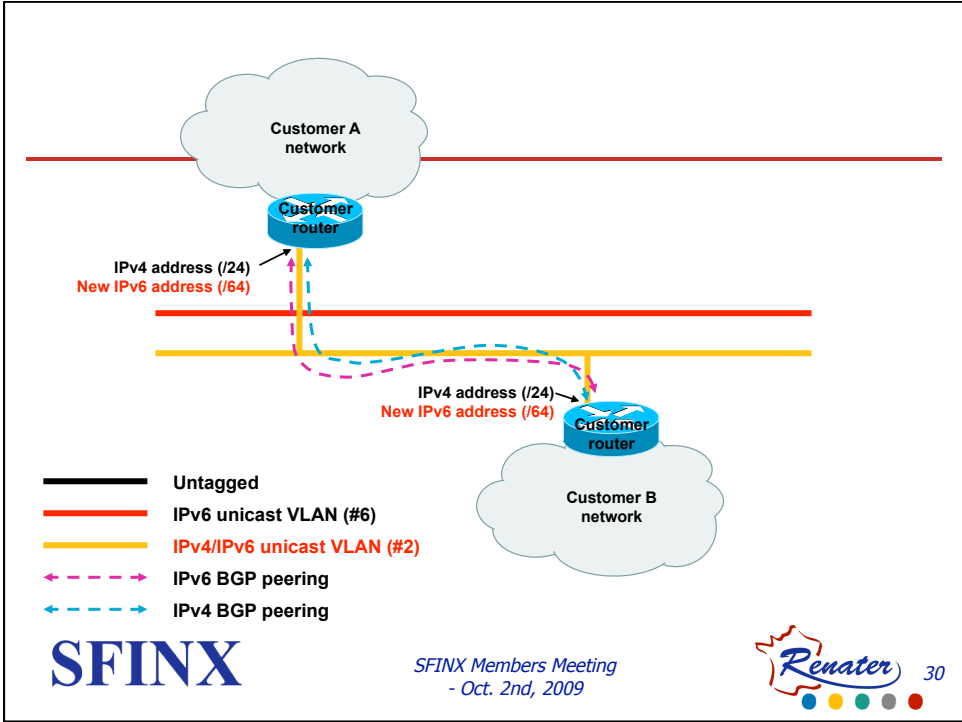 Customer A
network
Customer
router
IPv4 address (/24)
New IPv6 address (/64)
IPv4 address (/24)
New IPv6 address (/64)
Customer
router
Customer B
network
Untagged
IPv6 unicast VLAN (#6)
IPv4/IPv6 unicast VLAN (#2)
IPv6 BGP peering
IPv4 BGP peering
SFINX
SFINX Members Meeting
- Oct. 2nd, 2009
Renater
30